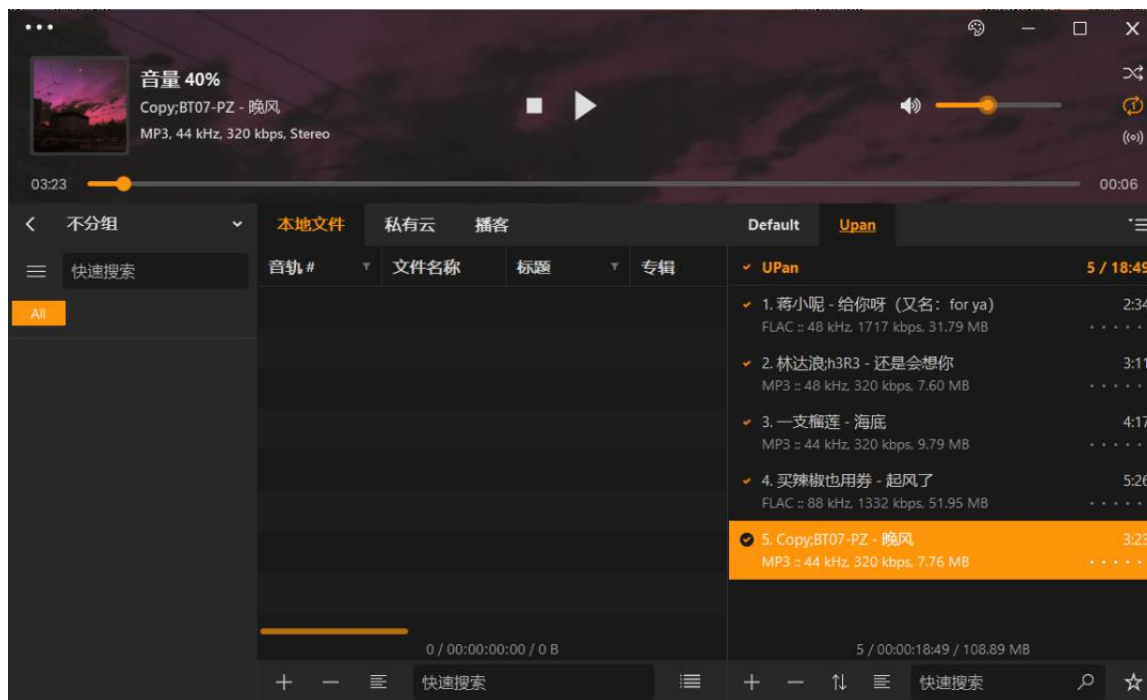 音量 40%
Copy;BT07-PZ - 晚风
MP3, 44 kHz, 320 kbps, Stereo
03:23
00:06
不分组
快速搜索
All
本地文件 私有云 播客
音轨 # 文件名称 标题 专辑
0 / 00:00:00:00 / 0 B
快速搜索
Default Upan
UPan 5 / 18:49
1. 蒋小呢 - 给你呀（又名：for ya） 2:34
FLAC :: 48 kHz, 1717 kbps, 31.79 MB
2. 林达浪;h3R3 - 还是会想你 3:11
MP3 :: 48 kHz, 320 kbps, 7.60 MB
3. 一支榴莲 - 海底 4:17
MP3 :: 44 kHz, 320 kbps, 9.79 MB
4. 买辣椒也用券 - 起风了 5:26
FLAC :: 88 kHz, 1332 kbps, 51.95 MB
5. Copy;BT07-PZ - 晚风 3:23
MP3 :: 44 kHz, 320 kbps, 7.76 MB
5 / 00:00:18:49 / 108.89 MB
快速搜索